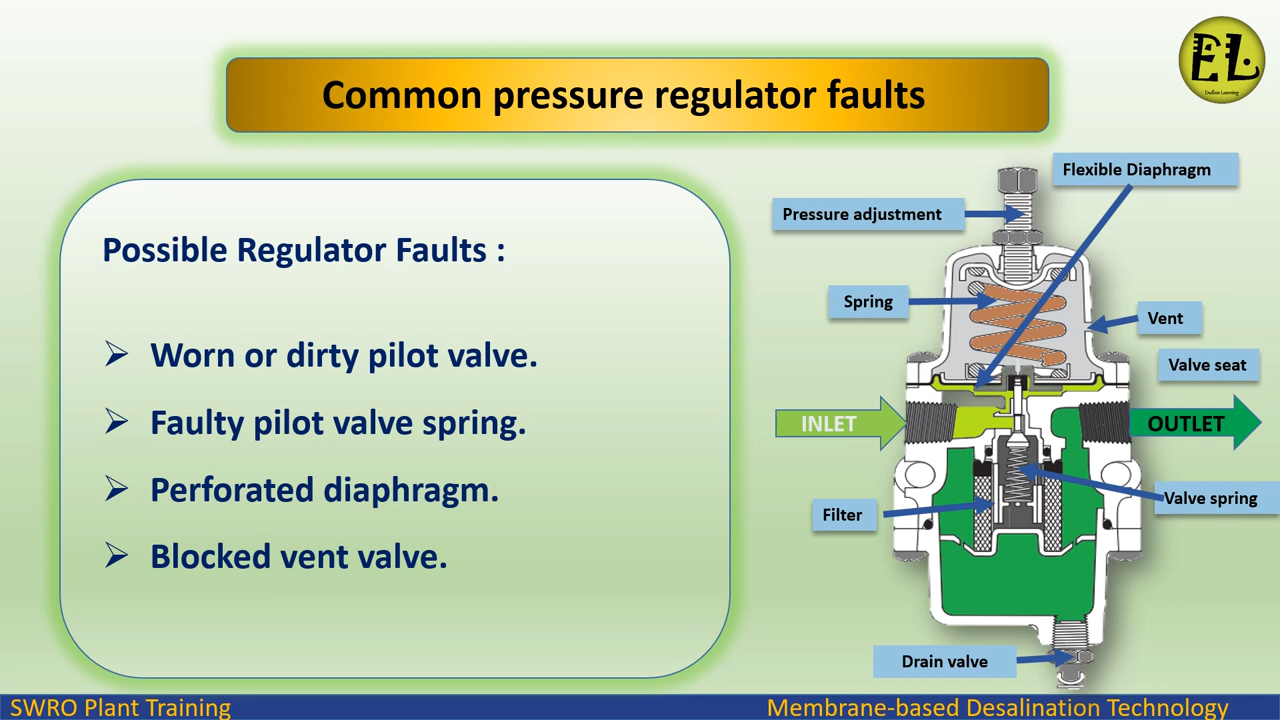 EL
Endless Learning
Common pressure regulator faults
Possible Regulator Faults :
Worn or dirty pilot valve.
Faulty pilot valve spring.
Perforated diaphragm.
Blocked vent valve.
Flexible Diaphragm
Pressure adjustment
Spring
Vent
Valve seat
INLET
OUTLET
Valve spring
Filter
Drain valve
SWRO Plant Training
Membrane-based Desalination Technology